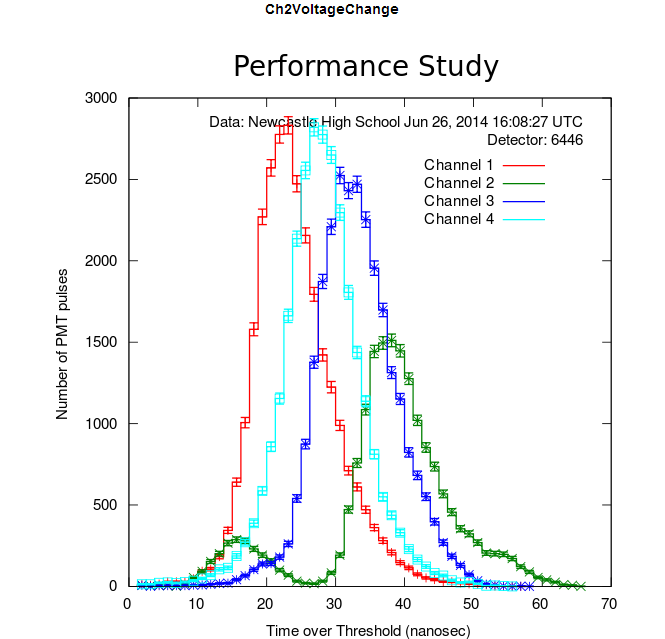 Ch2VoltageChange
Performance Study
Data: Newcastle High School Jun 26, 2014 16:08:27 UTC
Detector: 6446
Channel 1
Channel 2
Channel 3
Channel 4
3000
2500
2000
1500
1000
500
0
Number of PMT pulses
0 10 20 30 40 50 60 70
Time over Threshold (nanosec)